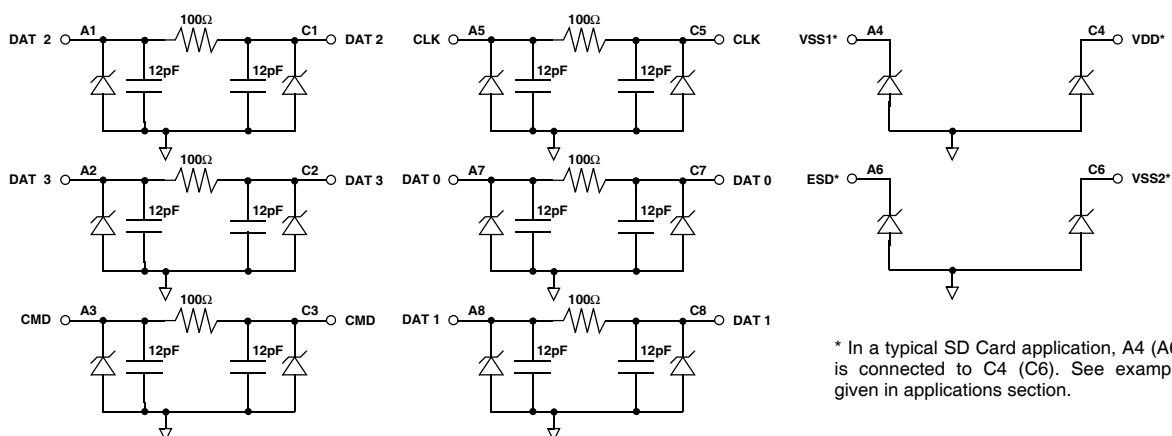 100Ω
DAT 2 A1 C1 DAT 2
12pF 12pF
100Ω
CLK A5 C5 CLK
12pF 12pF
VSS1* A4 C4 VDD*
100Ω
DAT 3 A2 C2 DAT 3
12pF 12pF
100Ω
DAT 0 A7 C7 DAT 0
12pF 12pF
ESD* A6 C6 VSS2*
100Ω
CMD A3 C3 CMD
12pF 12pF
100Ω
DAT 1 A8 C8 DAT 1
12pF 12pF
* In a typical SD Card application, A4 (A6
is connected to C4 (C6). See examp
given in applications section.